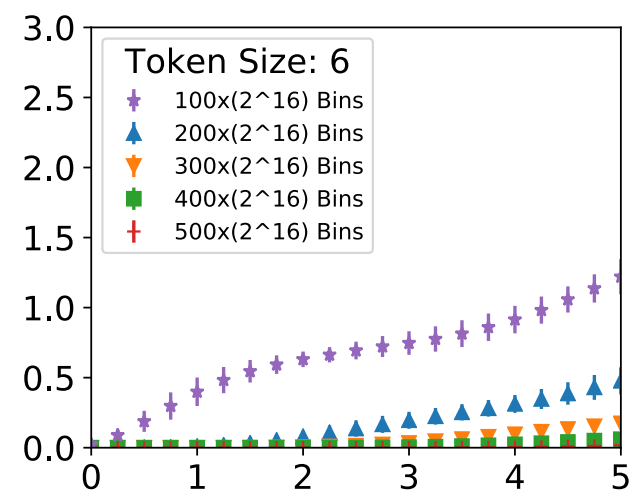 3.0
2.5
2.0
1.5
1.0
0.5
0.0
Token Size: 6
100x(2^16) Bins
200x(2^16) Bins
300x(2^16) Bins
400x(2^16) Bins
500x(2^16) Bins
0 1 2 3 4 5